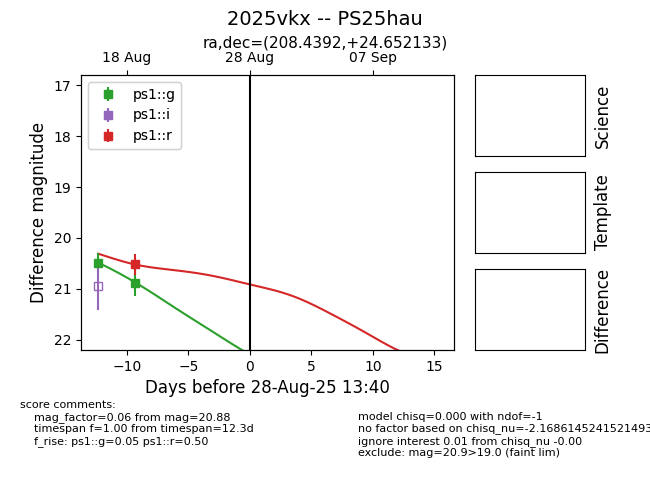 2025vkx -- PS25hau
ra,dec=(208.4392,+24.652133)
18 Aug
28 Aug
07 Sep
17
18
19
20
21
22
Difference magnitude
ps1::g
ps1::i
ps1::r
−10
−5
0
5
10
15
Days before 28-Aug-25 13:40
Science
Template
Difference
score comments:
mag_factor=0.06 from mag=20.88
timespan f=1.00 from timespan=12.3d
f_rise: ps1::g=0.05 ps1::r=0.50
model chisq=0.000 with ndof=-1
no factor based on chisq_nu=-2.1686145241521493
ignore interest 0.01 from chisq_nu -0.00
exclude: mag=20.9>19.0 (faint lim)